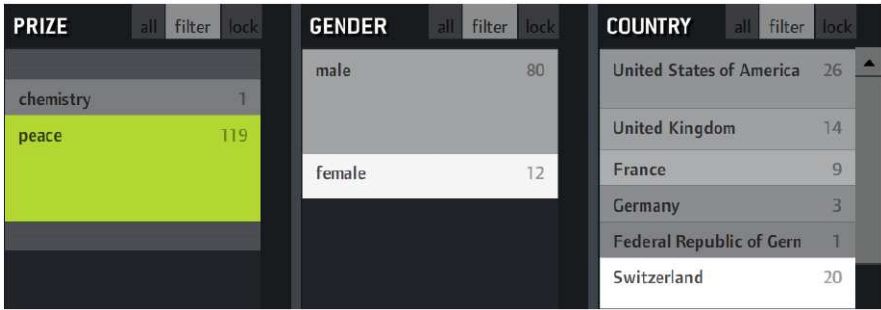 PRIZE all filter lock
chemistry 1
peace 119
GENDER all filter lock
male 80
female 12
COUNTRY all filter lock
United States of America 26
United Kingdom 14
France 9
Germany 3
Federal Republic of Gern 1
Switzerland 20